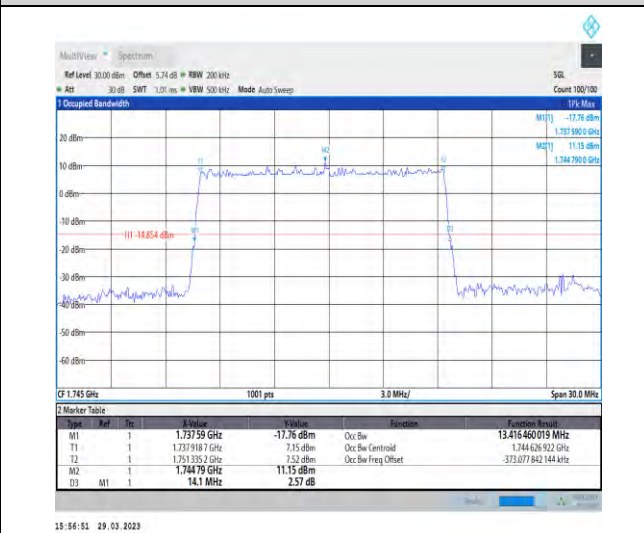 MultiView Spectrum
Ref Level 30.00 dBm Offset 5.74 dB RBW 200 kHz SGL
Att 30 dB SWT 1.01 ms VBW 500 kHz Mode Auto Sweep Count 100/100
1 Occupied Bandwidth 1Pk Max
M1[1] -17.76 dBm
1.737 590 0 GHz
M2[1] 11.15 dBm
1.744 790 0 GHz
20 dBm
M2
T1 T2
10 dBm
0 dBm
-10 dBm
H1 -14.854 dBm M1 D3
-20 dBm
-30 dBm
-40 dBm
-50 dBm
-60 dBm
CF 1.745 GHz 1001 pts 3.0 MHz/ Span 30.0 MHz
2 Marker Table
Type Ref Trc X-Value Y-Value Function Function Result
M1 1 1.73759 GHz -17.76 dBm Occ Bw 13.416 460 019 MHz
T1 1 1.737 918 7 GHz 7.15 dBm Occ Bw Centroid 1.744 626 922 GHz
T2 1 1.751 335 2 GHz 7.52 dBm Occ Bw Freq Offset -373.077 842 144 kHz
M2 1 1.744 79 GHz 11.15 dBm
D3 M1 1 14.1 MHz 2.57 dB
15:56:51 29.03.2023